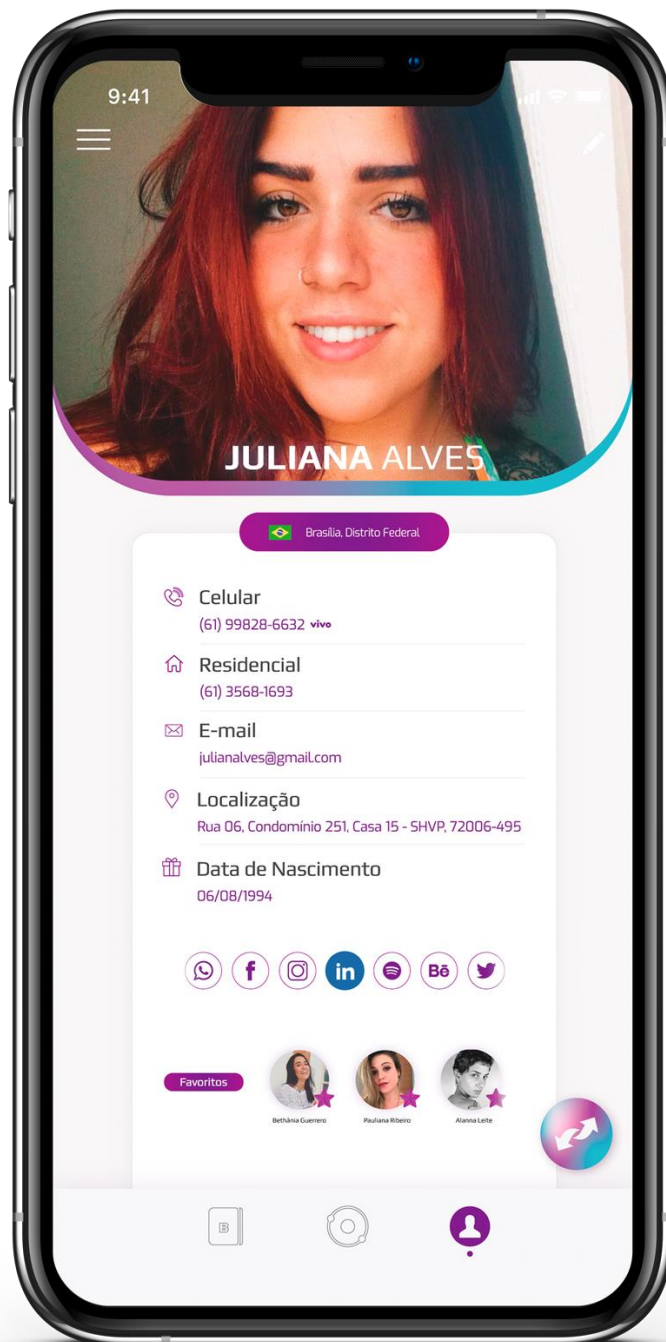 9:41
JULIANA ALVES
Brasília, Distrito Federal
Celular
(61) 99828-6632 vivo
Residencial
(61) 3568-1693
E-mail
julianalves@gmail.com
Localização
Rua 06, Condomínio 251, Casa 15 - SHVP, 72006-495
Data de Nascimento
06/08/1994
f
in
Bē
Favoritos
Bethânia Guerrero
Pauliana Ribeiro
Alanna Leite
B